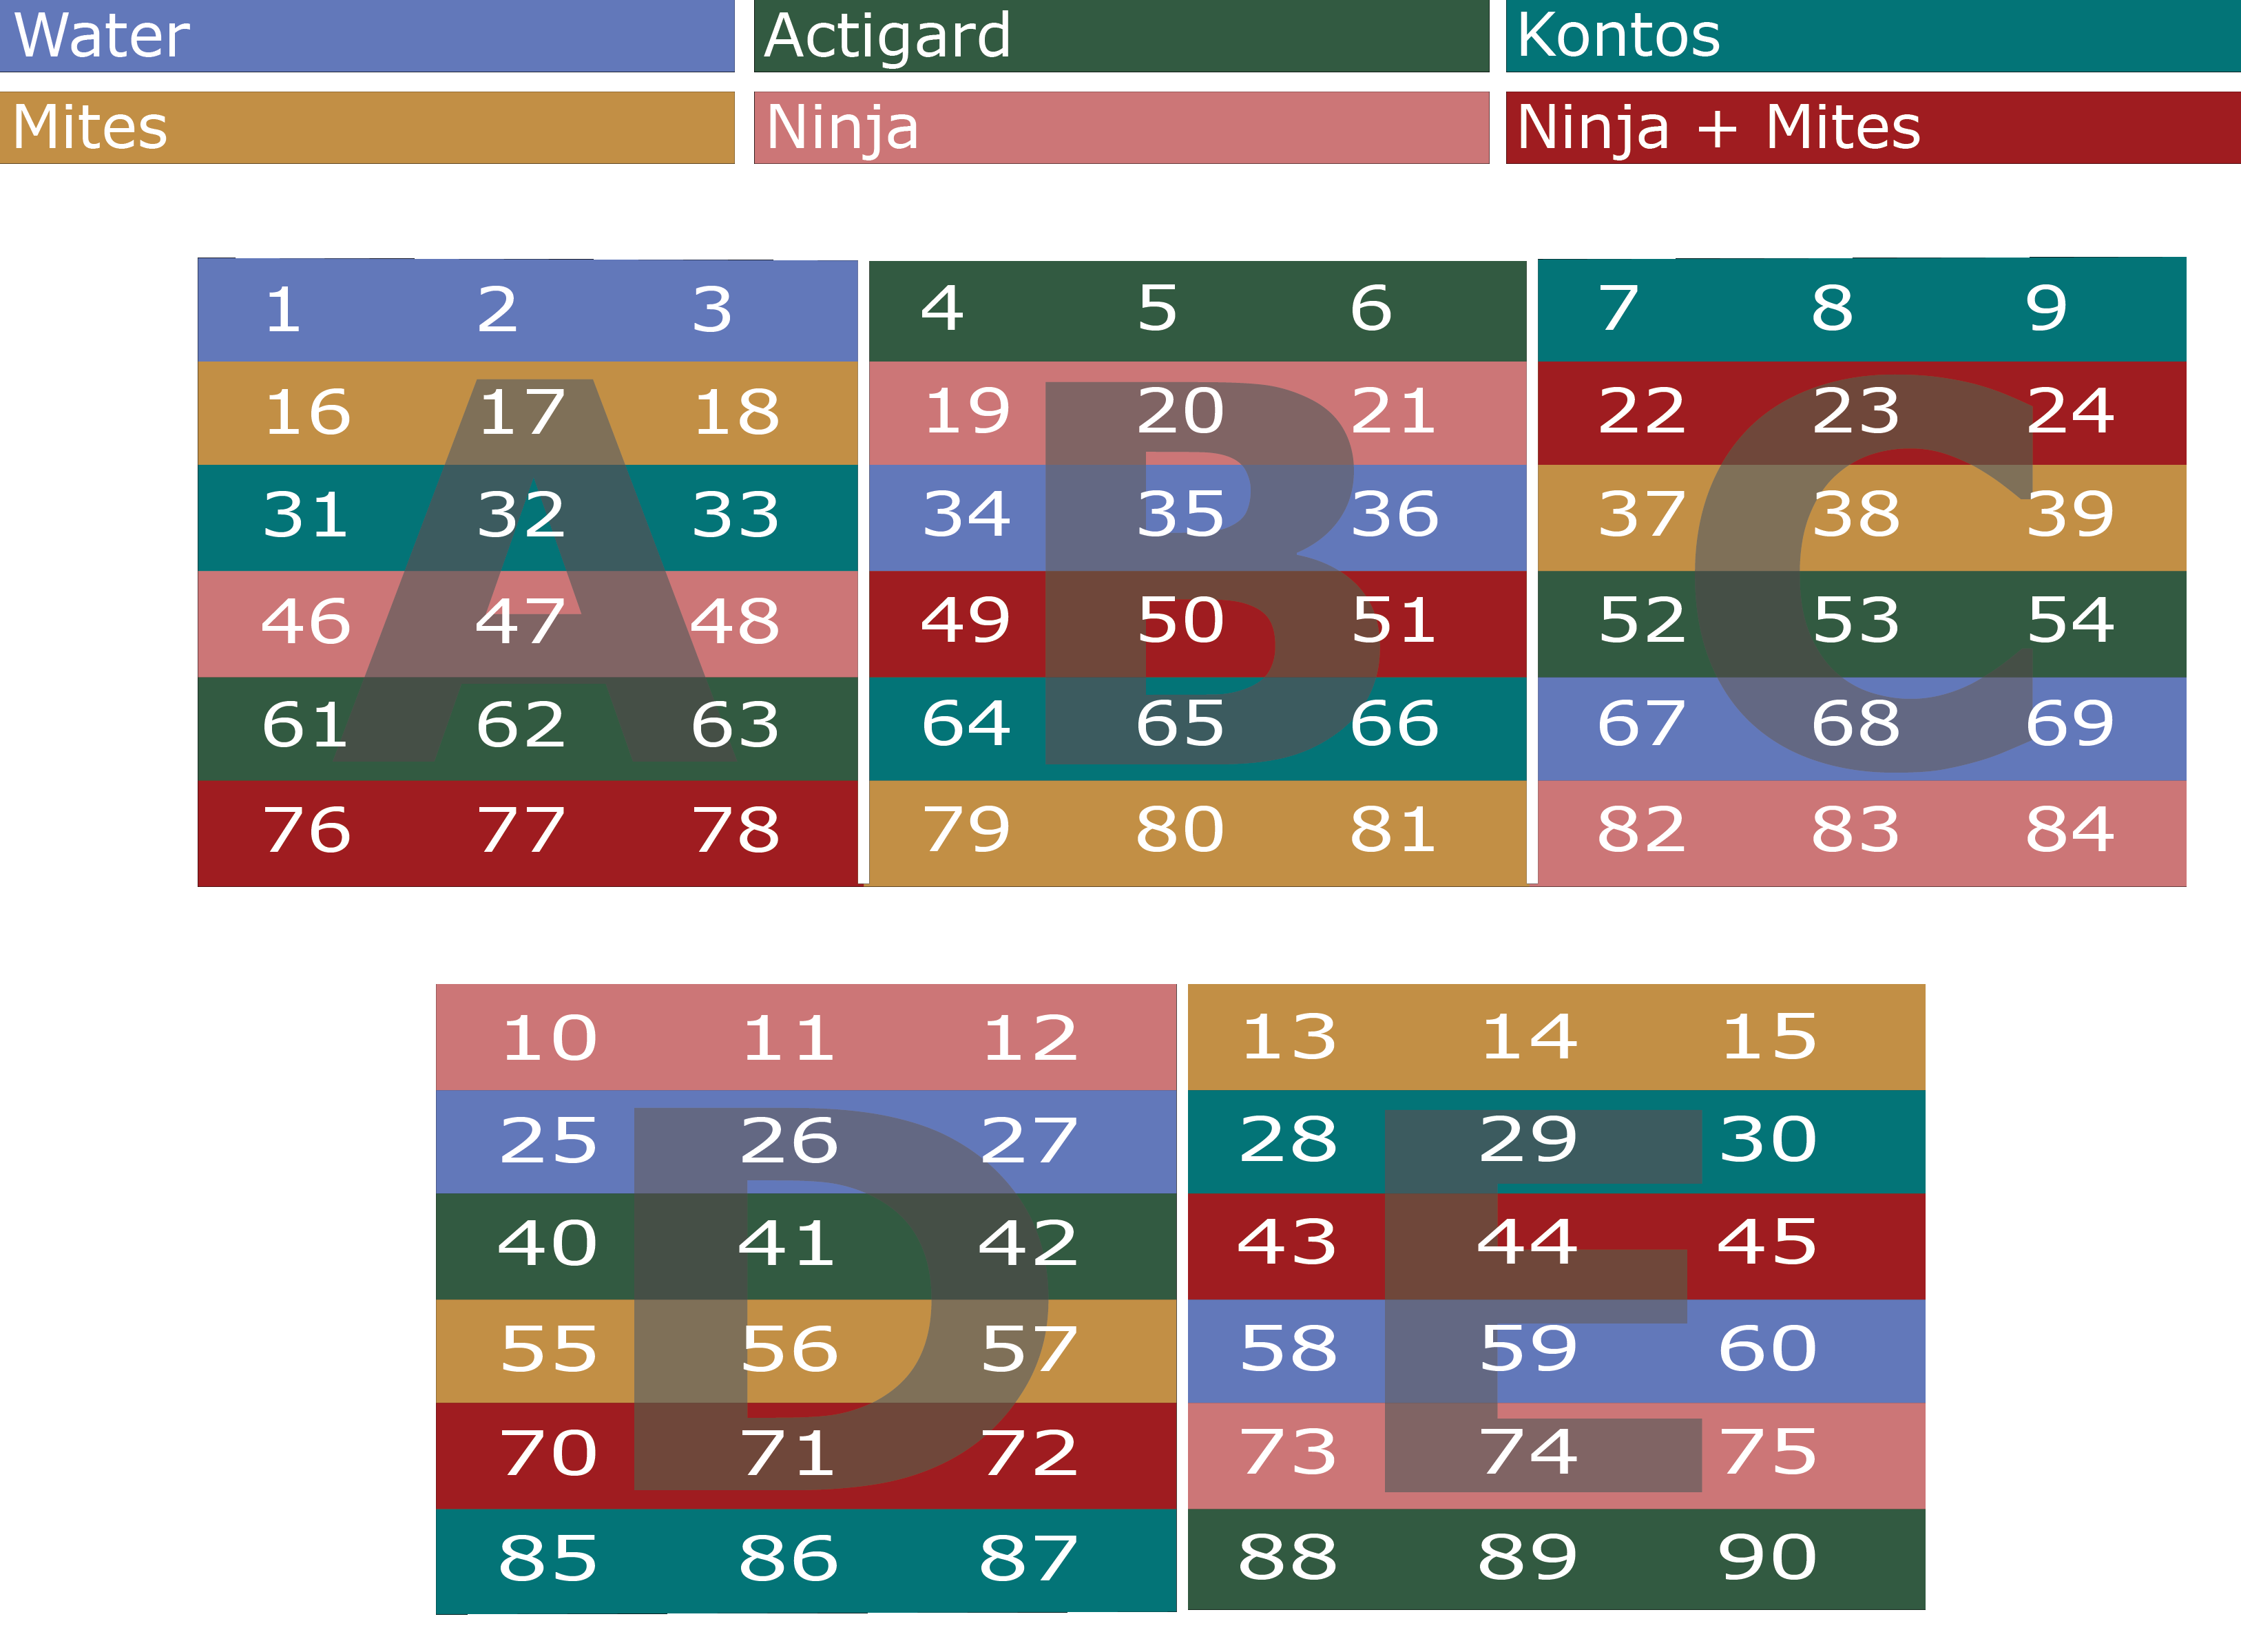 Water Actigard Kontos
Mites Ninja Ninja + Mites
1 2 3 4 5 6 7 8 9
16 17 18 19 20 21 22 23 24
31 32 33 34 35 36 37 38 39
46 47 48 49 50 51 52 53 54
61 62 63 64 65 66 67 68 69
76 77 78 79 80 81 82 83 84
A B C
10 11 12 13 14 15
25 26 27 28 29 30
40 41 42 43 44 45
55 56 57 58 59 60
70 71 72 73 74 75
85 86 87 88 89 90
D E